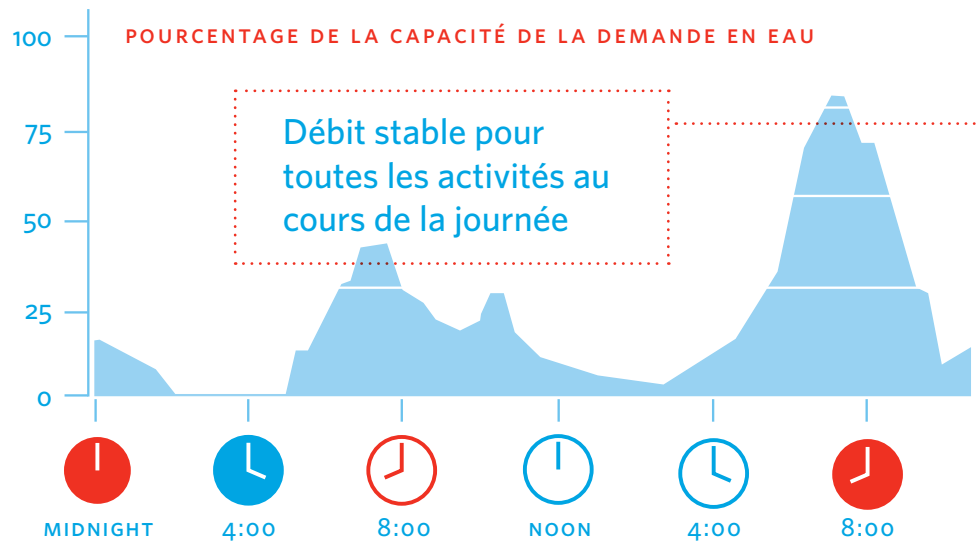 100
POURCENTAGE DE LA CAPACITÉ DE LA DEMANDE EN EAU
75
50
25
0
Débit stable pour
toutes les activités au
cours de la journée
MIDNIGHT 4:00 8:00 NOON 4:00 8:00